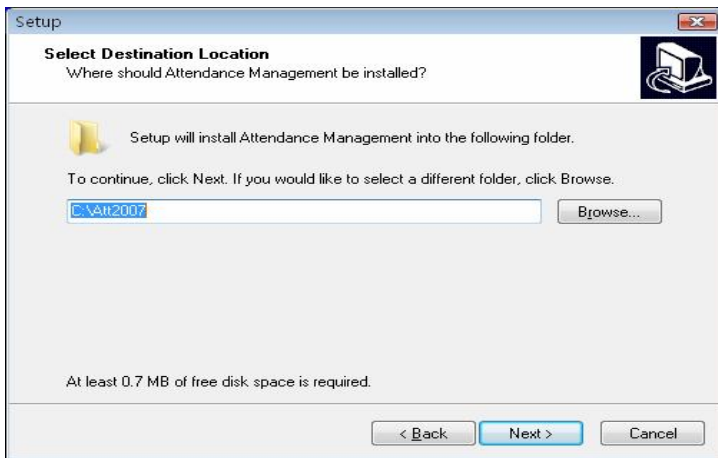 Setup
Select Destination Location
Where should Attendance Management be installed?
Setup will install Attendance Management into the following folder.
To continue, click Next. If you would like to select a different folder, click Browse.
C:\Att2007
Browse...
At least 0.7 MB of free disk space is required.
< Back Next > Cancel